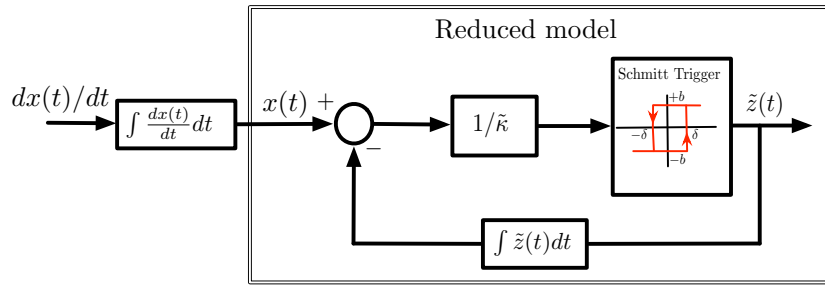 Reduced model
Schmitt Trigger
dx(t)/dt
∫ dx(t)/dt dt
x(t)
+
−
1/κ̃
+b
−δ
δ
−b
z̃(t)
∫ z̃(t)dt